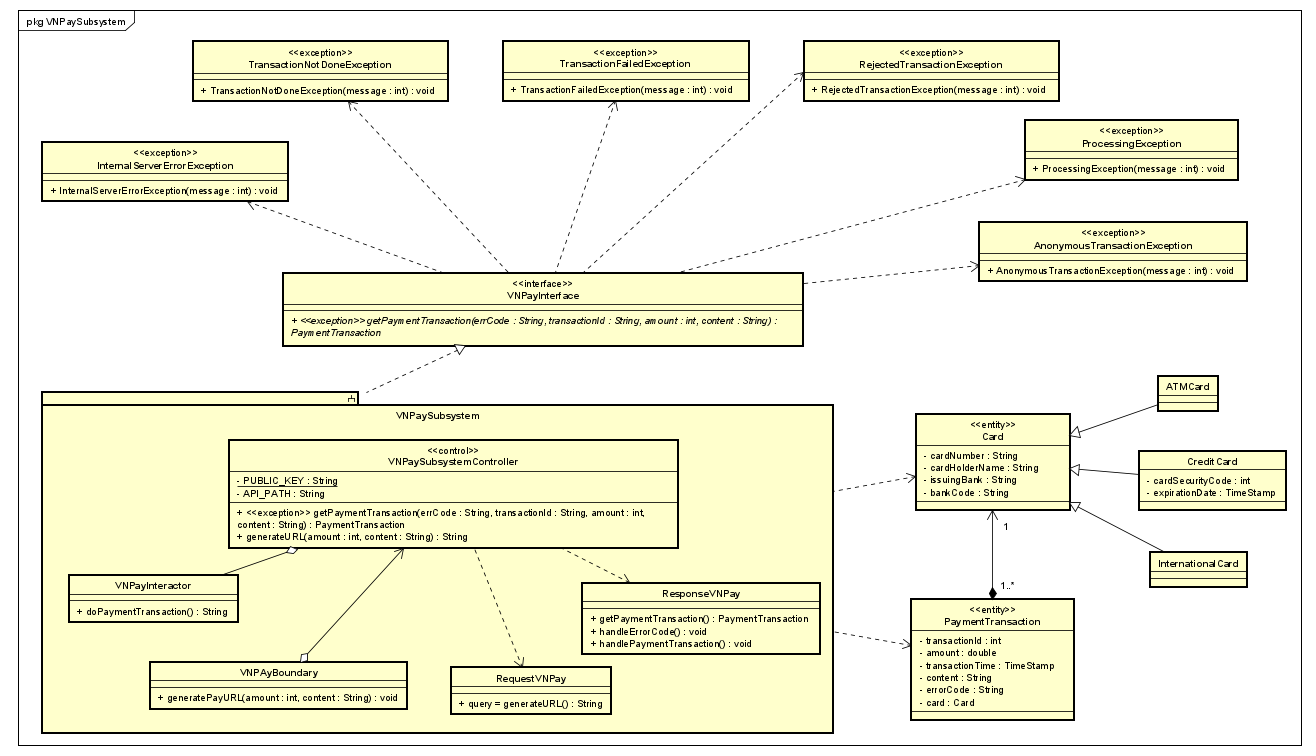 pkg VNPaySubsystem
<<exception>>
TransactionNotDoneException
+ TransactionNotDoneException(message : int) : void
<<exception>>
TransactionFailedException
+ TransactionFailedException(message : int) : void
<<exception>>
RejectedTransactionException
+ RejectedTransactionException(message : int) : void
<<exception>>
ProcessingException
+ ProcessingException(message : int) : void
<<exception>>
InternalServerErrorException
+ InternalServerErrorException(message : int) : void
<<exception>>
AnonymousTransactionException
+ AnonymousTransactionException(message : int) : void
<<interface>>
VNPayInterface
+ <<exception>> getPaymentTransaction(errCode : String, transactionId : String, amount : int, content : String) :
PaymentTransaction
VNPaySubsystem
<<control>>
VNPaySubsystemController
- PUBLIC_KEY : String
- API_PATH : String
+ <<exception>> getPaymentTransaction(errCode : String, transactionId : String, amount : int,
content : String) : PaymentTransaction
+ generateURL(amount : int, content : String) : String
VNPayInteractor
+ doPaymentTransaction() : String
VNPAyBoundary
+ generatePayURL(amount : int, content : String) : void
RequestVNPay
+ query = generateURL() : String
ResponseVNPay
+ getPaymentTransaction() : PaymentTransaction
+ handleErrorCode() : void
+ handlePaymentTransaction() : void
<<entity>>
Card
- cardNumber : String
- cardHolderName : String
- issuingBank : String
- bankCode : String
ATMCard
CreditCard
- cardSecurityCode : int
- expirationDate : TimeStamp
InternationalCard
1
1..*
<<entity>>
PaymentTransaction
- transactionId : int
- amount : double
- transactionTime : TimeStamp
- content : String
- errorCode : String
- card : Card